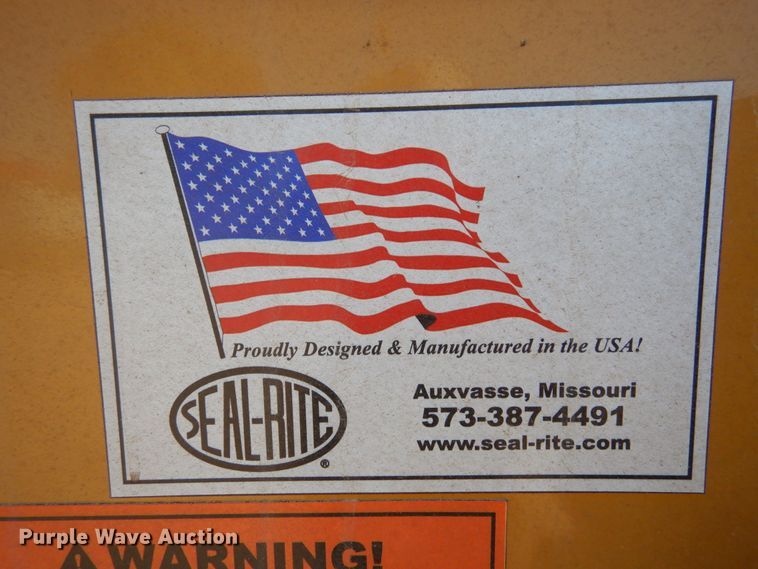 Proudly Designed & Manufactured in the USA!
SEAL-RITE ®
Auxvasse, Missouri
573-387-4491
www.seal-rite.com
WARNING!
Purple Wave Auction